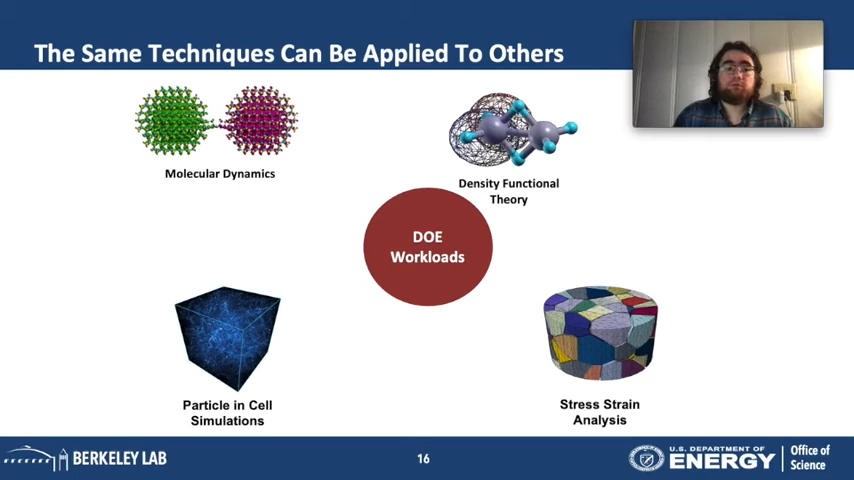 The Same Techniques Can Be Applied To Others
Molecular Dynamics
Density Functional
Theory
DOE
Workloads
Particle in Cell
Simulations
Stress Strain
Analysis
BERKELEY LAB
16
U.S. DEPARTMENT OF
ENERGY
Office of
Science